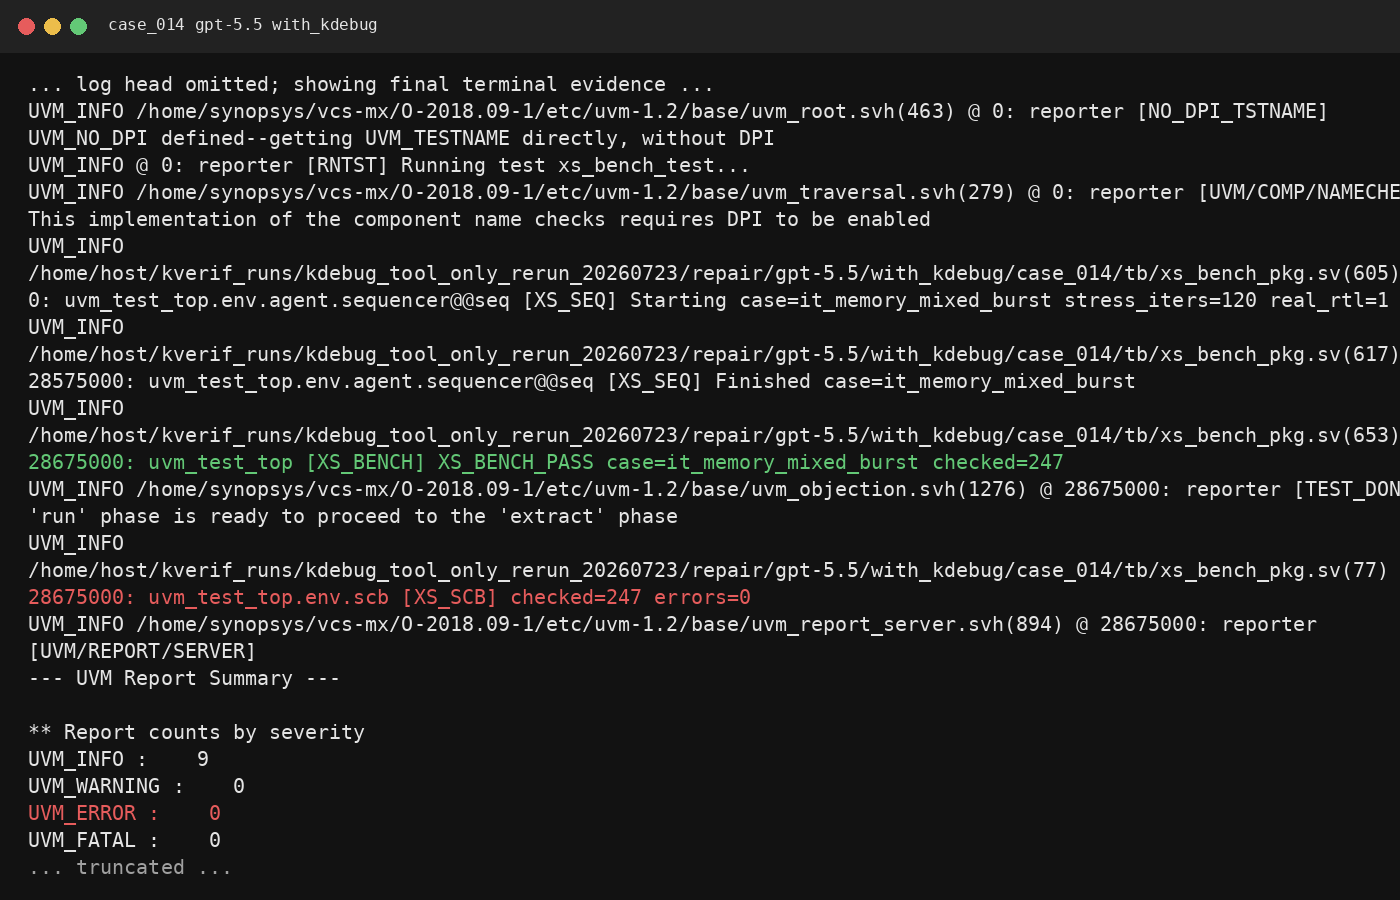 case_014 gpt-5.5 with_kdebug
... log head omitted; showing final terminal evidence ...
UVM_INFO /home/synopsys/vcs-mx/O-2018.09-1/etc/uvm-1.2/base/uvm_root.svh(463) @ 0: reporter [NO_DPI_TSTNAME]
UVM_NO_DPI defined--getting UVM_TESTNAME directly, without DPI
UVM_INFO @ 0: reporter [RNTST] Running test xs_bench_test...
UVM_INFO /home/synopsys/vcs-mx/O-2018.09-1/etc/uvm-1.2/base/uvm_traversal.svh(279) @ 0: reporter [UVM/COMP/NAMECHE
This implementation of the component name checks requires DPI to be enabled
UVM_INFO
/home/host/kverif_runs/kdebug_tool_only_rerun_20260723/repair/gpt-5.5/with_kdebug/case_014/tb/xs_bench_pkg.sv(605)
0: uvm_test_top.env.agent.sequencer@@seq [XS_SEQ] Starting case=it_memory_mixed_burst stress_iters=120 real_rtl=1
UVM_INFO
/home/host/kverif_runs/kdebug_tool_only_rerun_20260723/repair/gpt-5.5/with_kdebug/case_014/tb/xs_bench_pkg.sv(617)
28575000: uvm_test_top.env.agent.sequencer@@seq [XS_SEQ] Finished case=it_memory_mixed_burst
UVM_INFO
/home/host/kverif_runs/kdebug_tool_only_rerun_20260723/repair/gpt-5.5/with_kdebug/case_014/tb/xs_bench_pkg.sv(653)
28675000: uvm_test_top [XS_BENCH] XS_BENCH_PASS case=it_memory_mixed_burst checked=247
UVM_INFO /home/synopsys/vcs-mx/O-2018.09-1/etc/uvm-1.2/base/uvm_objection.svh(1276) @ 28675000: reporter [TEST_DON
'run' phase is ready to proceed to the 'extract' phase
UVM_INFO
/home/host/kverif_runs/kdebug_tool_only_rerun_20260723/repair/gpt-5.5/with_kdebug/case_014/tb/xs_bench_pkg.sv(77)
28675000: uvm_test_top.env.scb [XS_SCB] checked=247 errors=0
UVM_INFO /home/synopsys/vcs-mx/O-2018.09-1/etc/uvm-1.2/base/uvm_report_server.svh(894) @ 28675000: reporter
[UVM/REPORT/SERVER]
--- UVM Report Summary ---
** Report counts by severity
UVM_INFO :    9
UVM_WARNING :    0
UVM_ERROR :    0
UVM_FATAL :    0
... truncated ...